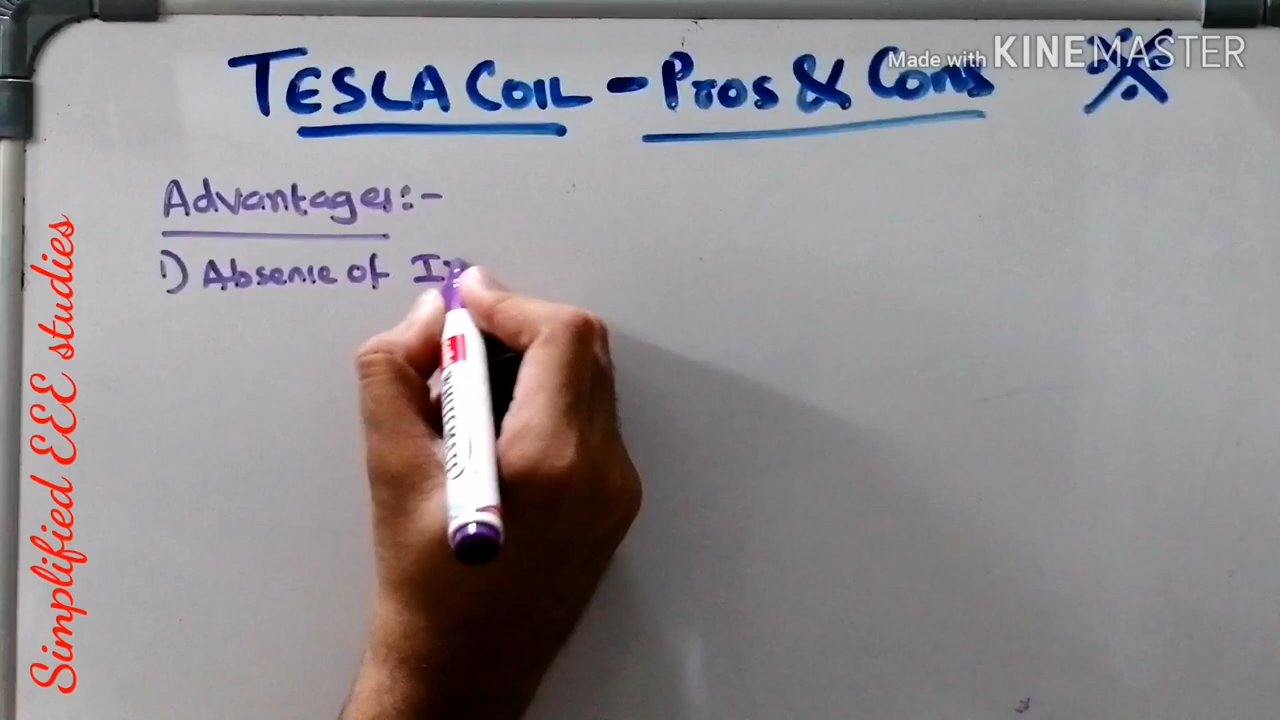 TESLA COIL - Pros & Cons
Made with KINEMASTER
Advantages:-
1) Absence of
Simplified EEE studies